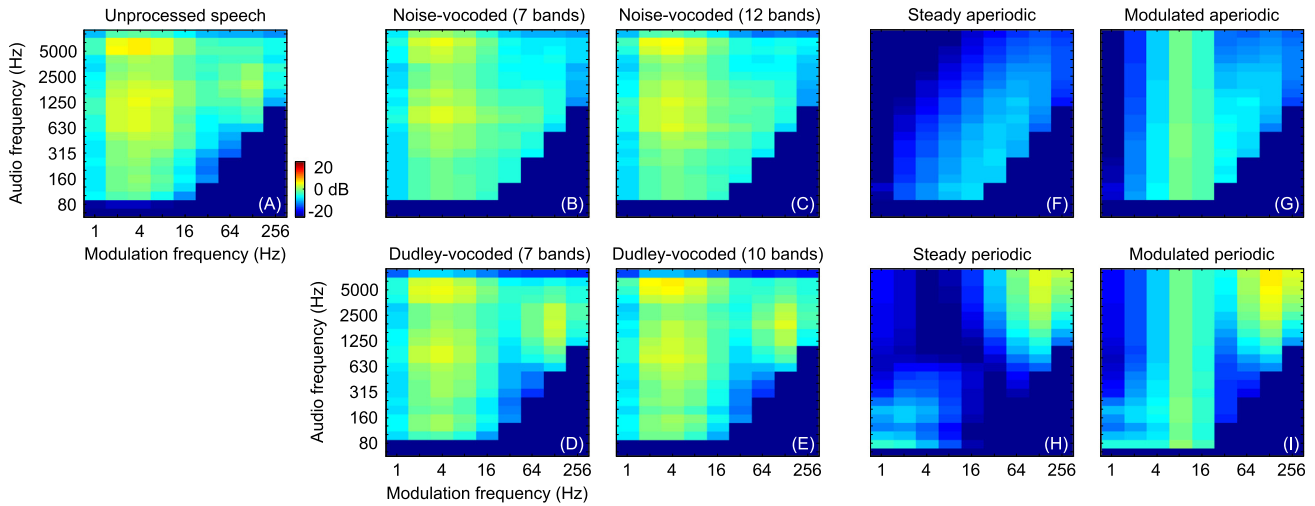 Unprocessed speech
Noise-vocoded (7 bands)
Noise-vocoded (12 bands)
Steady aperiodic
Modulated aperiodic
Audio frequency (Hz)
5000
2500
1250
630
315
160
80
20
0 dB
-20
(A)
(B)
(C)
(F)
(G)
1 4 16 64 256
Modulation frequency (Hz)
Dudley-vocoded (7 bands)
Dudley-vocoded (10 bands)
Steady periodic
Modulated periodic
Audio frequency (Hz)
5000
2500
1250
630
315
160
80
(D)
(E)
(H)
(I)
1 4 16 64 256
1 4 16 64 256
1 4 16 64 256
1 4 16 64 256
Modulation frequency (Hz)